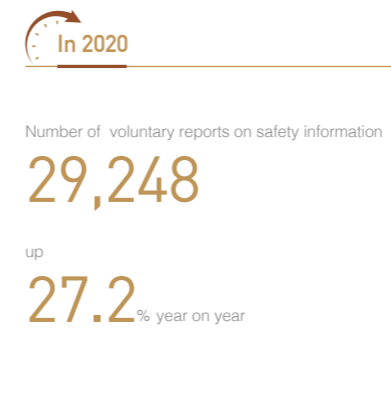 In 2020
Number of voluntary reports on safety information
29,248
up
27.2% year on year